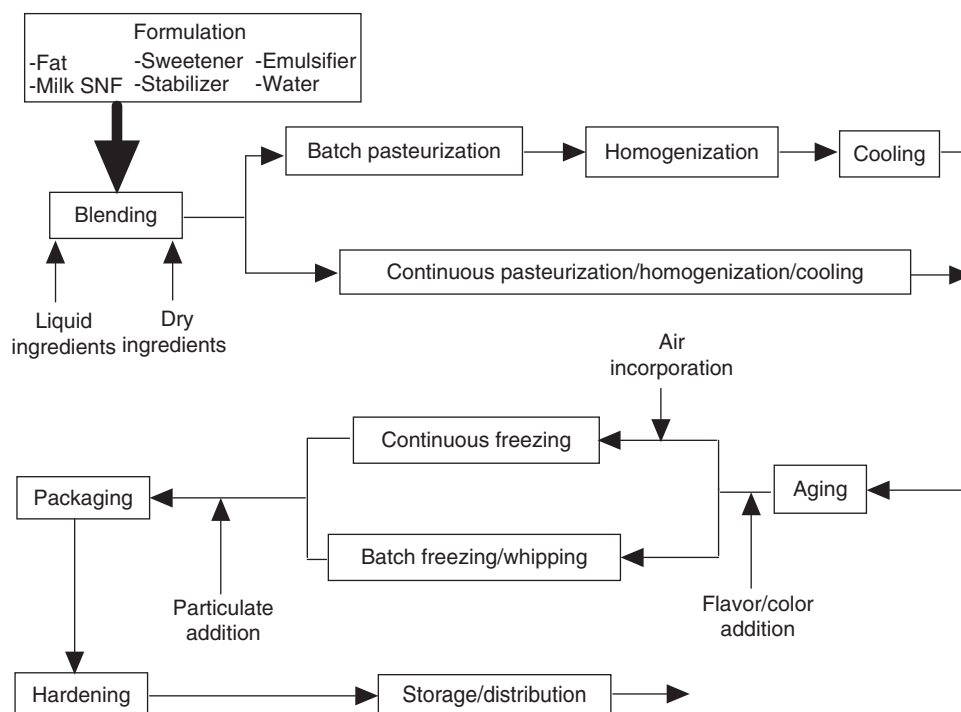 Formulation
-Fat -Sweetener -Emulsifier
-Milk SNF -Stabilizer -Water
Batch pasteurization
Homogenization
Cooling
Blending
Continuous pasteurization/homogenization/cooling
Liquid
ingredients
Dry
ingredients
Air
incorporation
Continuous freezing
Packaging
Aging
Batch freezing/whipping
Particulate
addition
Flavor/color
addition
Hardening
Storage/distribution